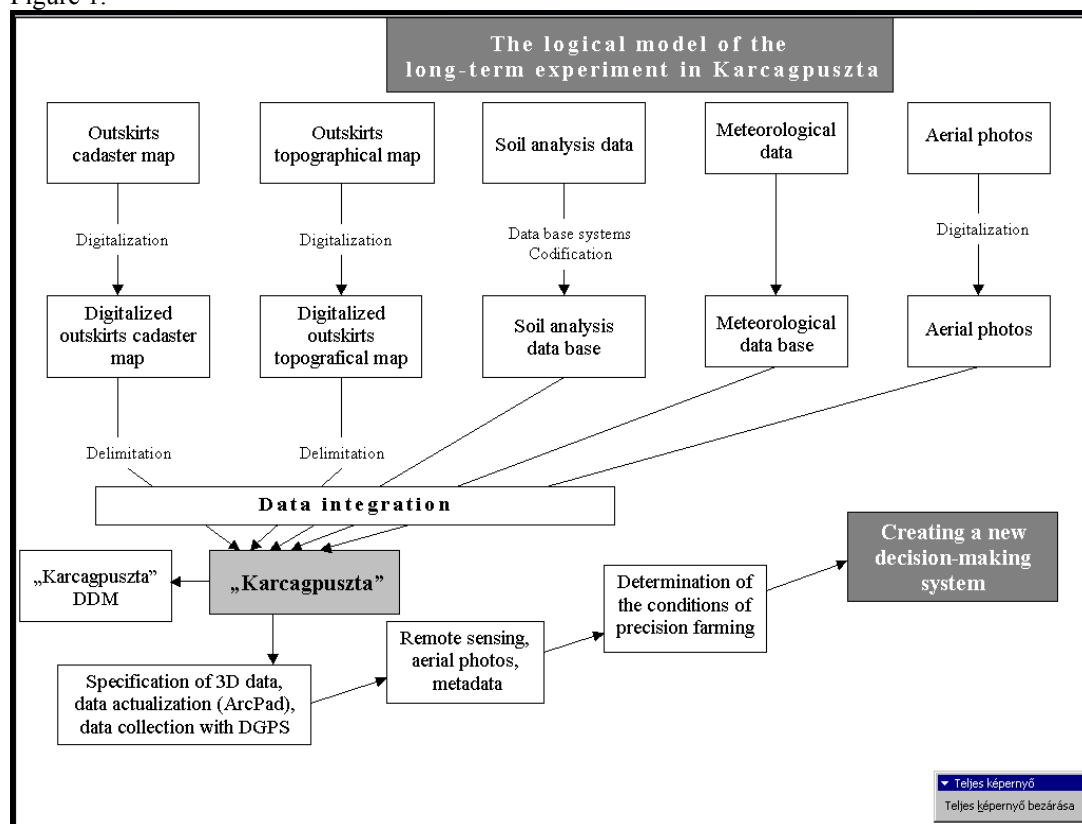 Figure 1.
The logical model of the
long-term experiment in Karcagpuszta
Outskirts
cadaster map
Outskirts
topographical map
Soil analysis data
Meteorological
data
Aerial photos
Digitalization
Digitalization
Data base systems
Codification
Digitalization
Digitalized
outskirts cadaster
map
Digitalized
outskirts
topografical map
Soil analysis
data base
Meteorological
data base
Aerial photos
Delimitation
Delimitation
Data integration
„Karcagpuszta”
DDM
„Karcagpuszta”
Specification of 3D data,
data actualization (ArcPad),
data collection with DGPS
Remote sensing,
aerial photos,
metadata
Determination of
the conditions of
precision farming
Creating a new
decision-making
system
Teljes képernyő
Teljes képernyő bezárása